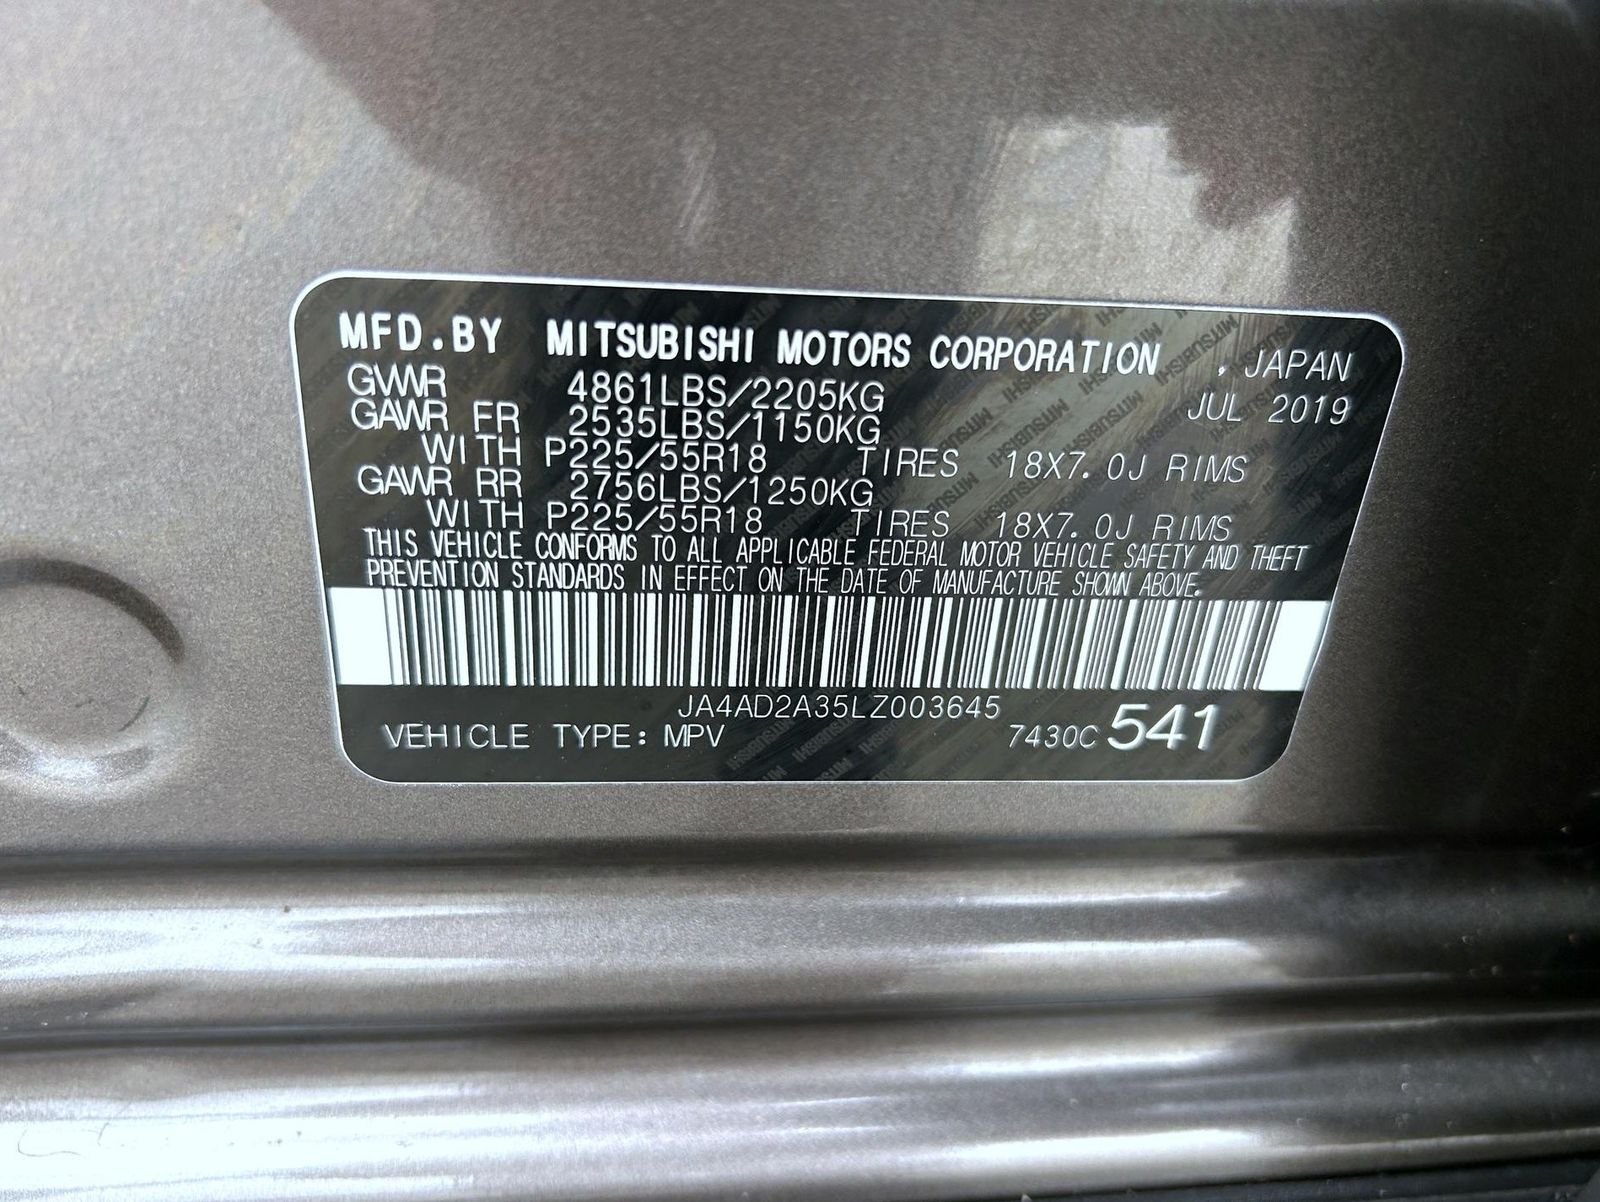 MFD.BY MITSUBISHI MOTORS CORPORATION , JAPAN
GVWR 4861LBS/2205KG JUL 2019
GAWR FR 2535LBS/1150KG
WITH P225/55R18 TIRES 18X7.0J RIMS
GAWR RR 2756LBS/1250KG
WITH P225/55R18 TIRES 18X7.0J RIMS
THIS VEHICLE CONFORMS TO ALL APPLICABLE FEDERAL MOTOR VEHICLE SAFETY AND THEFT
PREVENTION STANDARDS IN EFFECT ON THE DATE OF MANUFACTURE SHOWN ABOVE.
JA4AD2A35LZ003645
VEHICLE TYPE: MPV 7430C 541